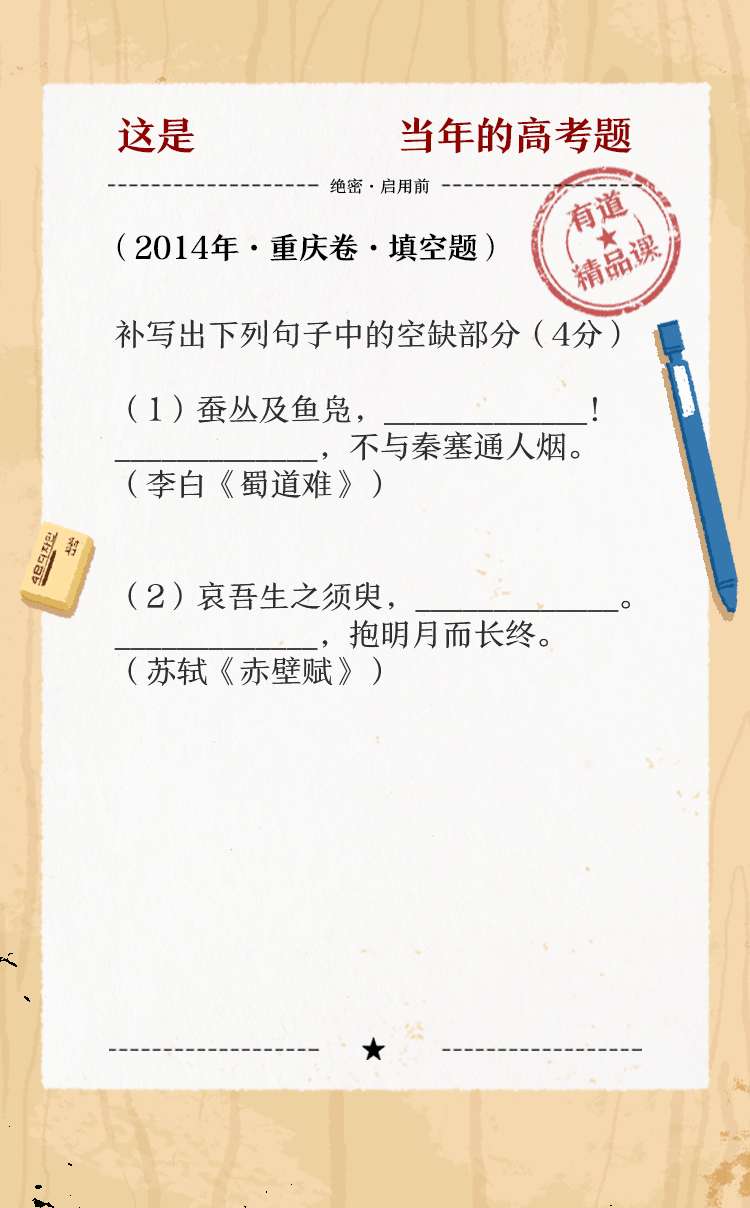 这是 当年的高考题
绝密·启用前
有道
精品课
（2014年·重庆卷·填空题）
补写出下列句子中的空缺部分（4分）
（1）蚕丛及鱼凫，_____________！
_____________，不与秦塞通人烟。
（李白《蜀道难》）
（2）哀吾生之须臾，_____________。
_____________，抱明月而长终。
（苏轼《赤壁赋》）